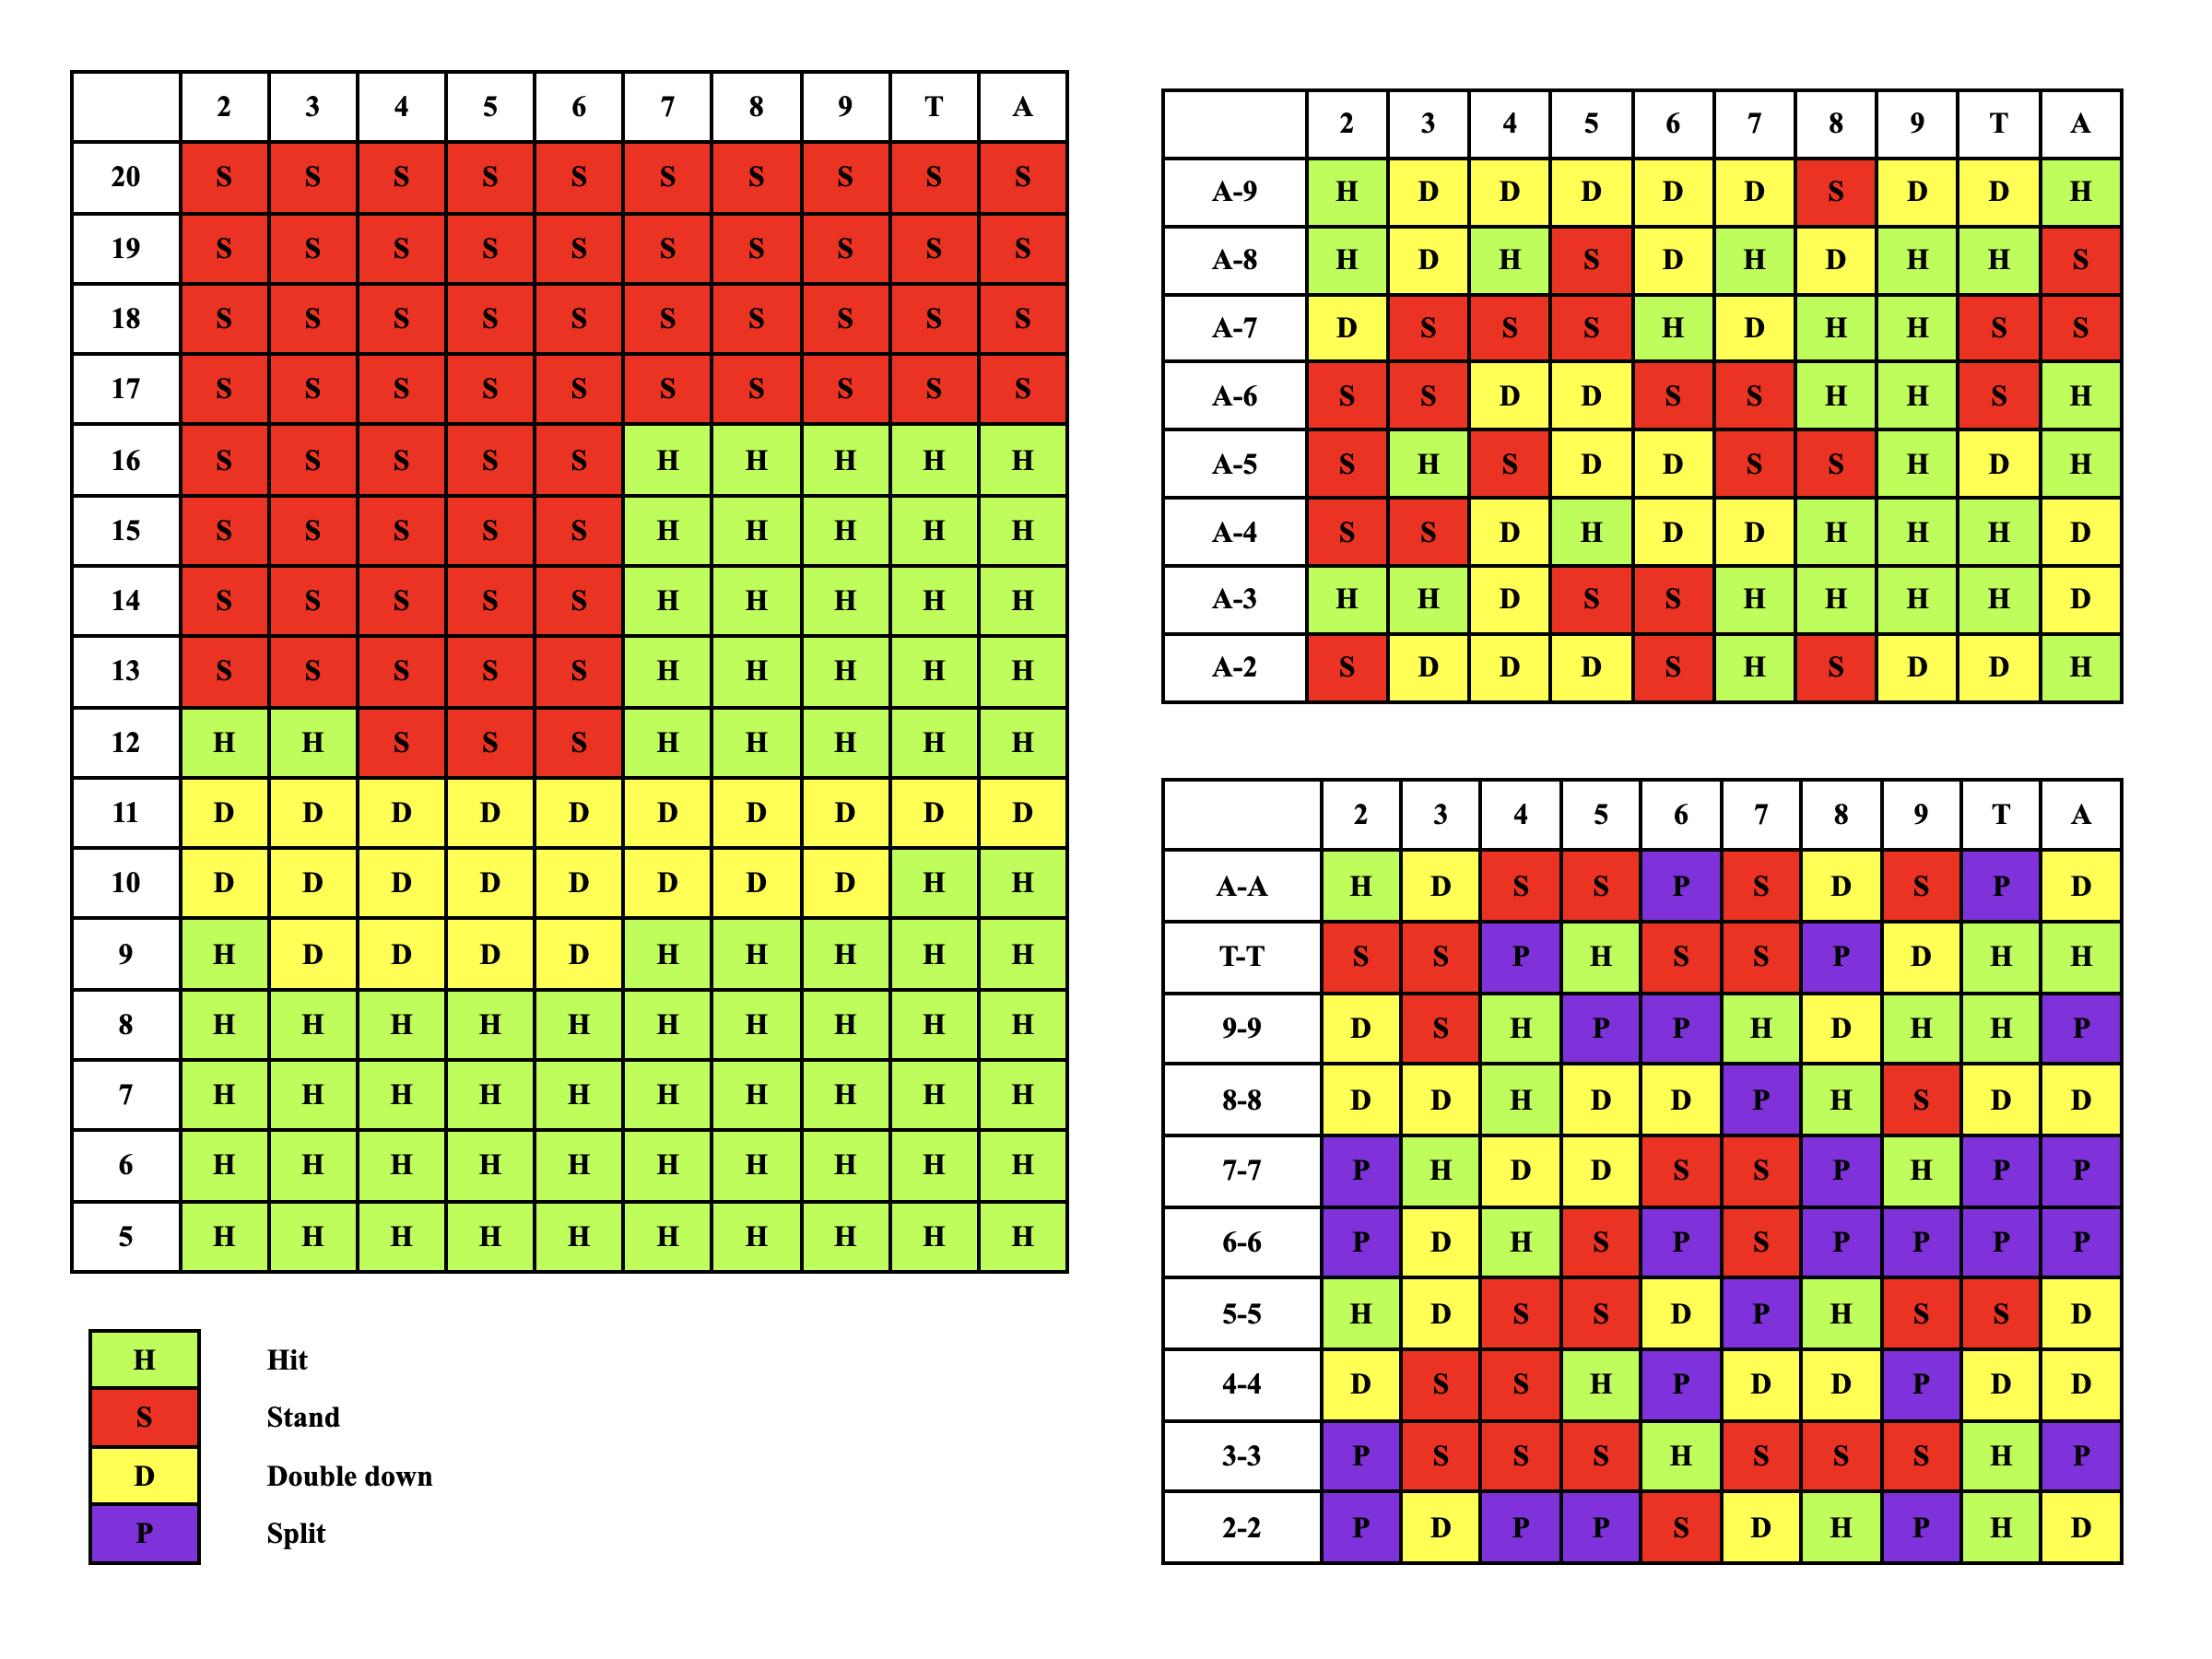 2 3 4 5 6 7 8 9 T A
20 S S S S S S S S S S
19 S S S S S S S S S S
18 S S S S S S S S S S
17 S S S S S S S S S S
16 S S S S S H H H H H
15 S S S S S H H H H H
14 S S S S S H H H H H
13 S S S S S H H H H H
12 H H S S S H H H H H
11 D D D D D D D D D D
10 D D D D D D D D H H
9 H D D D D H H H H H
8 H H H H H H H H H H
7 H H H H H H H H H H
6 H H H H H H H H H H
5 H H H H H H H H H H
H Hit
S Stand
D Double down
P Split
2 3 4 5 6 7 8 9 T A
A-9 H D D D D D S D D H
A-8 H D H S D H D H H S
A-7 D S S S H D H H S S
A-6 S S D D S S H H S H
A-5 S H S D D S S H D H
A-4 S S D H D D H H H D
A-3 H H D S S H H H H D
A-2 S D D D S H S D D H
2 3 4 5 6 7 8 9 T A
A-A H D S S P S D S P D
T-T S S P H S S P D H H
9-9 D S H P P H D H H P
8-8 D D H D D P H S D D
7-7 P H D D S S P H P P
6-6 P D H S P S P P P P
5-5 H D S S D P H S S D
4-4 D S S H P D D P D D
3-3 P S S S H S S S H P
2-2 P D P P S D H P H D